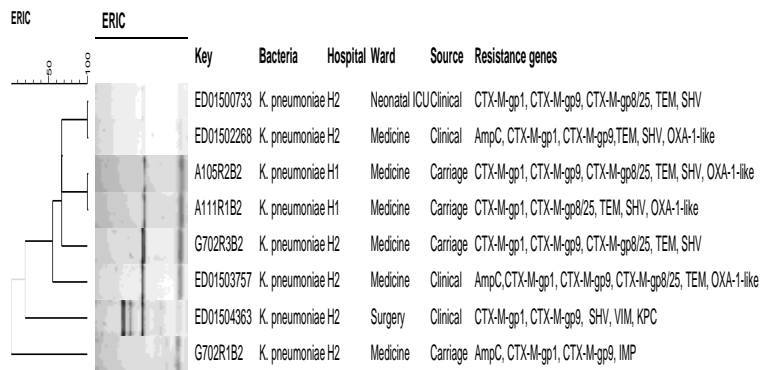 ERIC ERIC
50 100
Key Bacteria Hospital Ward Source Resistance genes
ED01500733 K. pneumoniae H2 Neonatal ICU Clinical CTX-M-gp1, CTX-M-gp9, CTX-M-gp8/25, TEM, SHV
ED01502268 K. pneumoniae H2 Medicine Clinical AmpC, CTX-M-gp1, CTX-M-gp9,TEM, SHV, OXA-1-like
A105R2B2 K. pneumoniae H1 Medicine Carriage CTX-M-gp1, CTX-M-gp9, CTX-M-gp8/25, TEM, SHV, OXA-1-like
A111R1B2 K. pneumoniae H1 Medicine Carriage CTX-M-gp1, CTX-M-gp8/25, TEM, SHV, OXA-1-like
G702R3B2 K. pneumoniae H2 Medicine Carriage CTX-M-gp1, CTX-M-gp9, CTX-M-gp8/25, TEM, SHV
ED01503757 K. pneumoniae H2 Medicine Clinical AmpC,CTX-M-gp1, CTX-M-gp9, CTX-M-gp8/25, TEM, OXA-1-like
ED01504363 K. pneumoniae H2 Surgery Clinical CTX-M-gp1, CTX-M-gp9, SHV, VIM, KPC
G702R1B2 K. pneumoniae H2 Medicine Carriage AmpC, CTX-M-gp1, CTX-M-gp9, IMP